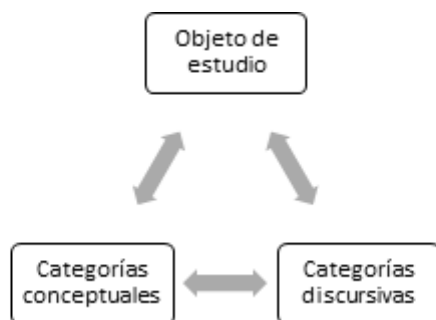 Objeto de
estudio
Categorías
conceptuales
Categorías
discursivas